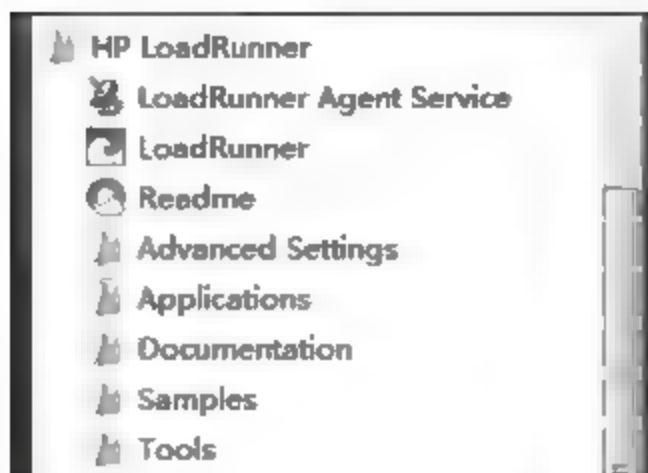 HP LoadRunner
LoadRunner Agent Service
LoadRunner
Readme
Advanced Settings
Applications
Documentation
Samples
Tools